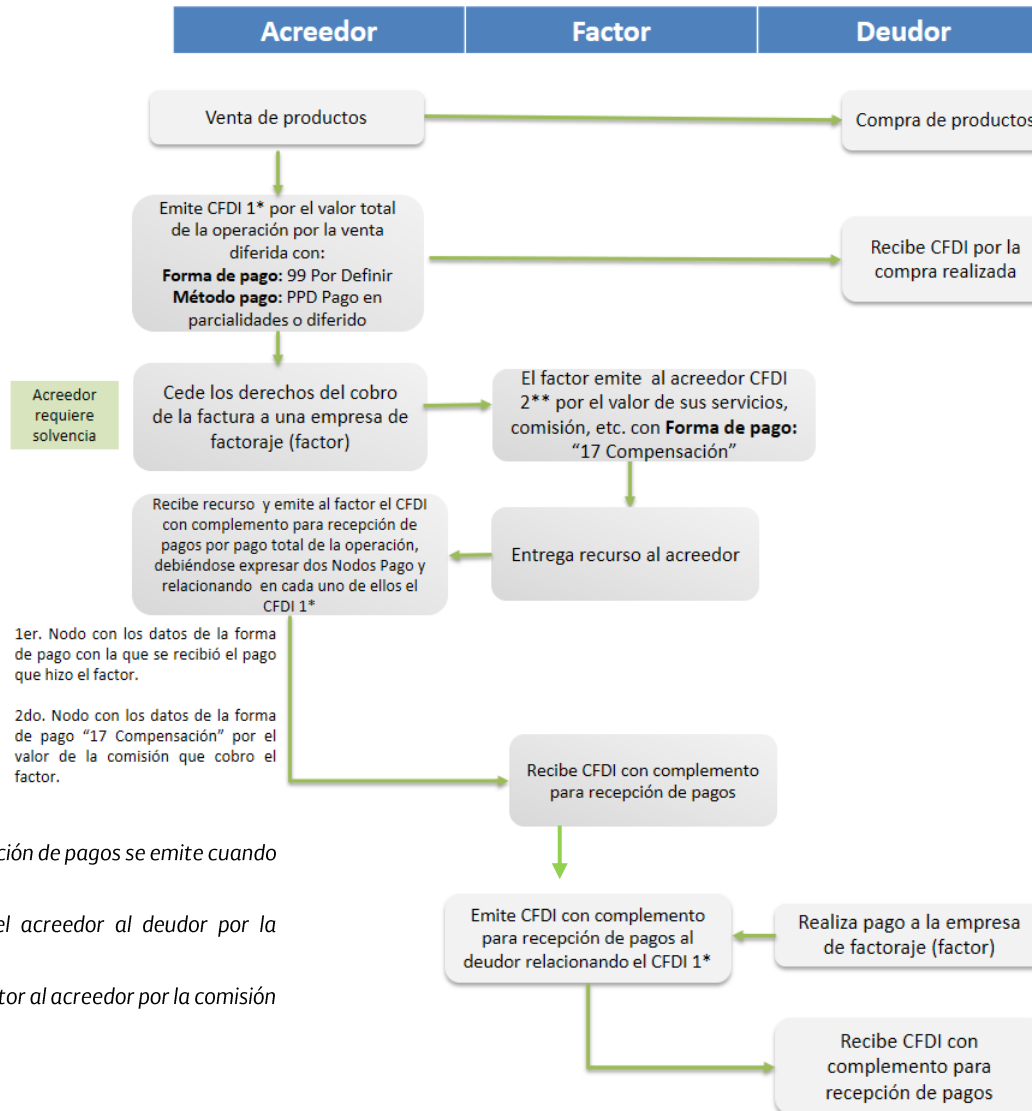 Acreedor
Factor
Deudor
Venta de productos
Compra de productos
Emite CFDI 1* por el valor total
de la operación por la venta
diferida con:
Forma de pago: 99 Por Definir
Método pago: PPD Pago en
parcialidades o diferido
Recibe CFDI por la
compra realizada
Acreedor
requiere
solvencia
Cede los derechos del cobro
de la factura a una empresa de
factoraje (factor)
El factor emite al acreedor CFDI
2** por el valor de sus servicios,
comisión, etc. con Forma de pago:
“17 Compensación”
Recibe recurso y emite al factor el CFDI
con complemento para recepción de
pagos por pago total de la operación,
debiéndose expresar dos Nodos Pago y
relacionando en cada uno de ellos el
CFDI 1*
Entrega recurso al acreedor
1er. Nodo con los datos de la forma
de pago con la que se recibió el pago
que hizo el factor.
2do. Nodo con los datos de la forma
de pago “17 Compensación” por el
valor de la comisión que cobro el
factor.
Recibe CFDI con complemento
para recepción de pagos
ción de pagos se emite cuando
el acreedor al deudor por la
tor al acreedor por la comisión
Emite CFDI con complemento
para recepción de pagos al
deudor relacionando el CFDI 1*
Realiza pago a la empresa
de factoraje (factor)
Recibe CFDI con
complemento para
recepción de pagos